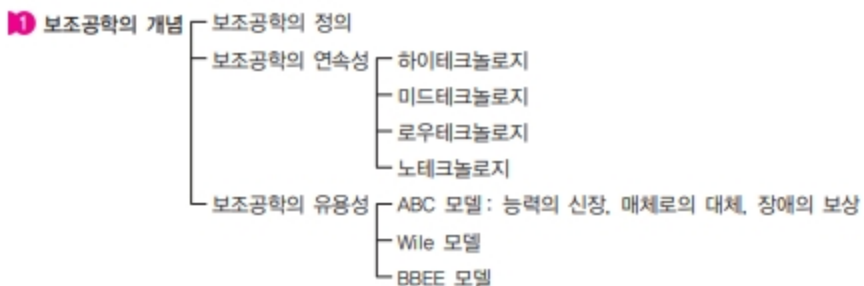 1 보조공학의 개념
보조공학의 정의
보조공학의 연속성
하이테크놀로지
미드테크놀로지
로우테크놀로지
노테크놀로지
보조공학의 유용성
ABC 모델: 능력의 신장, 매체로의 대체, 장애의 보상
Wile 모델
BBEE 모델